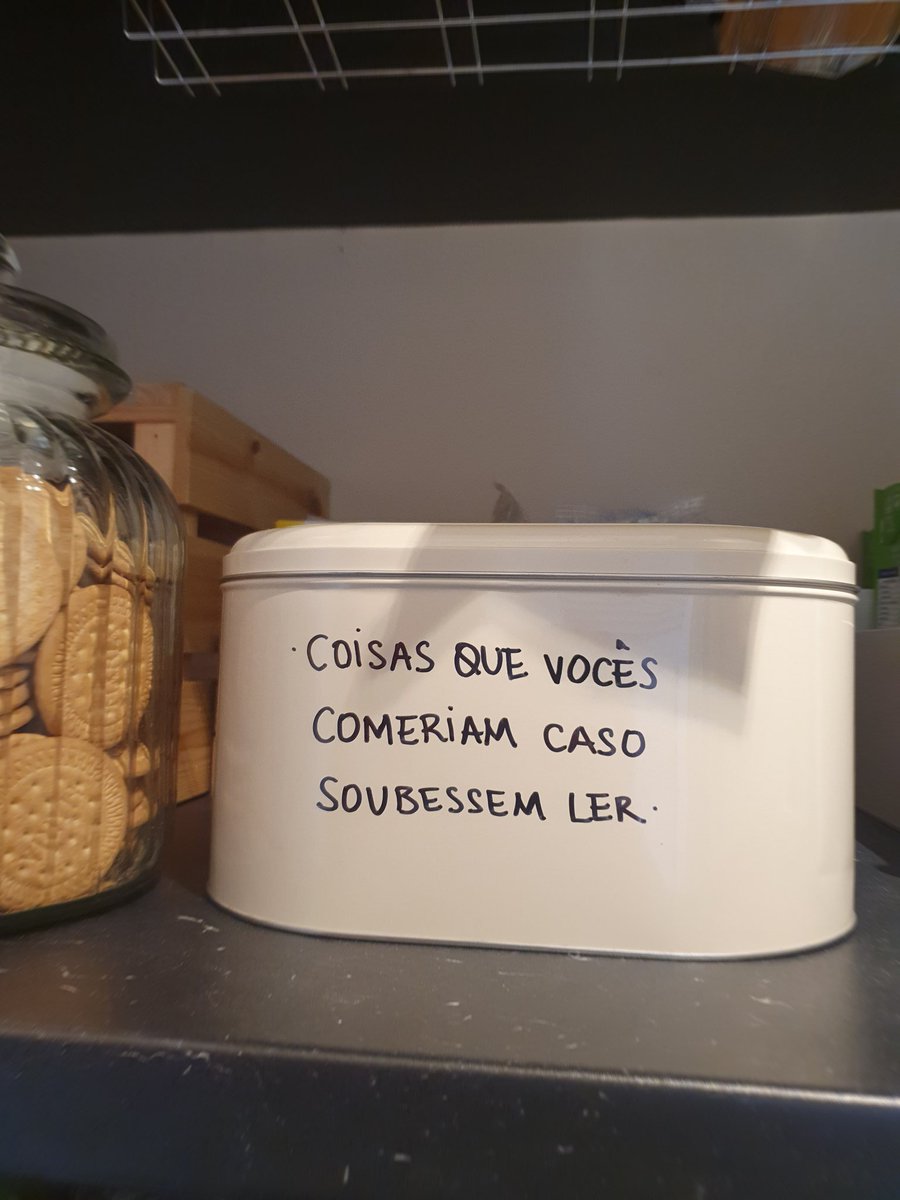 · COISAS QUE VOCÊS
COMERIAM CASO
SOUBESSEM LER ·